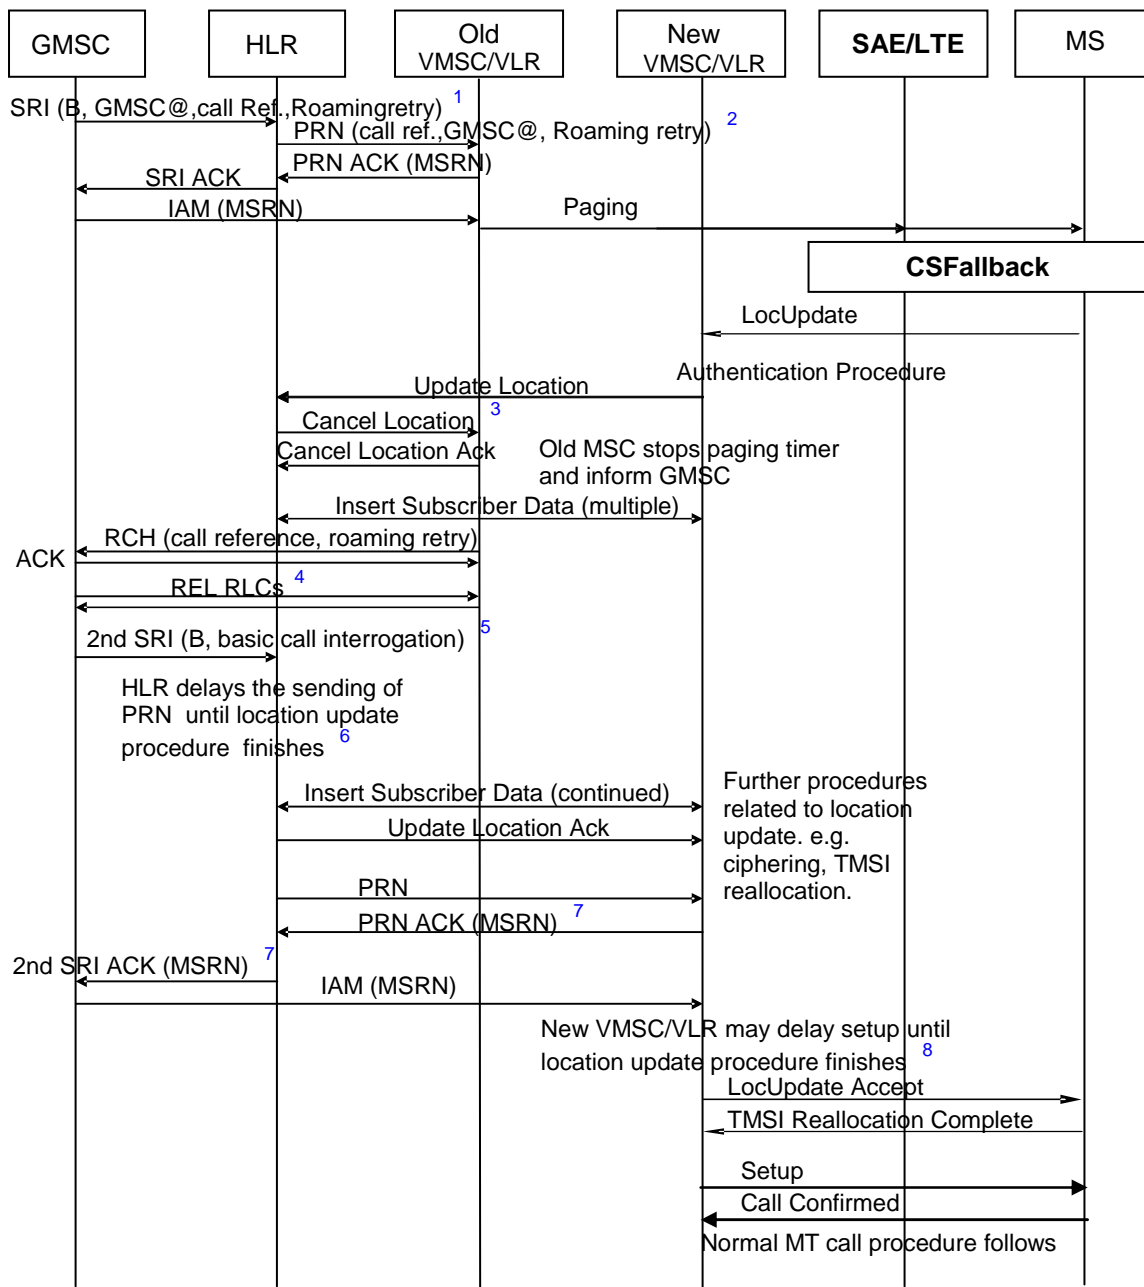 GMSC
HLR
Old
VMSC/VLR
New
VMSC/VLR
SAE/LTE
MS
SRI (B, GMSC@,call Ref.,Roamingretry) 1
PRN (call ref.,GMSC@, Roaming retry) 2
PRN ACK (MSRN)
SRI ACK
IAM (MSRN)
Paging
CSFallback
LocUpdate
Authentication Procedure
Update Location
Cancel Location 3
Cancel Location Ack
Old MSC stops paging timer
and inform GMSC
Insert Subscriber Data (multiple)
RCH (call reference, roaming retry)
ACK
REL RLCs 4
2nd SRI (B, basic call interrogation) 5
HLR delays the sending of
PRN until location update
procedure finishes 6
Insert Subscriber Data (continued)
Update Location Ack
Further procedures
related to location
update. e.g.
ciphering, TMSI
reallocation.
PRN
PRN ACK (MSRN) 7
2nd SRI ACK (MSRN) 7
IAM (MSRN)
New VMSC/VLR may delay setup until
location update procedure finishes 8
LocUpdate Accept
TMSI Reallocation Complete
Setup
Call Confirmed
Normal MT call procedure follows